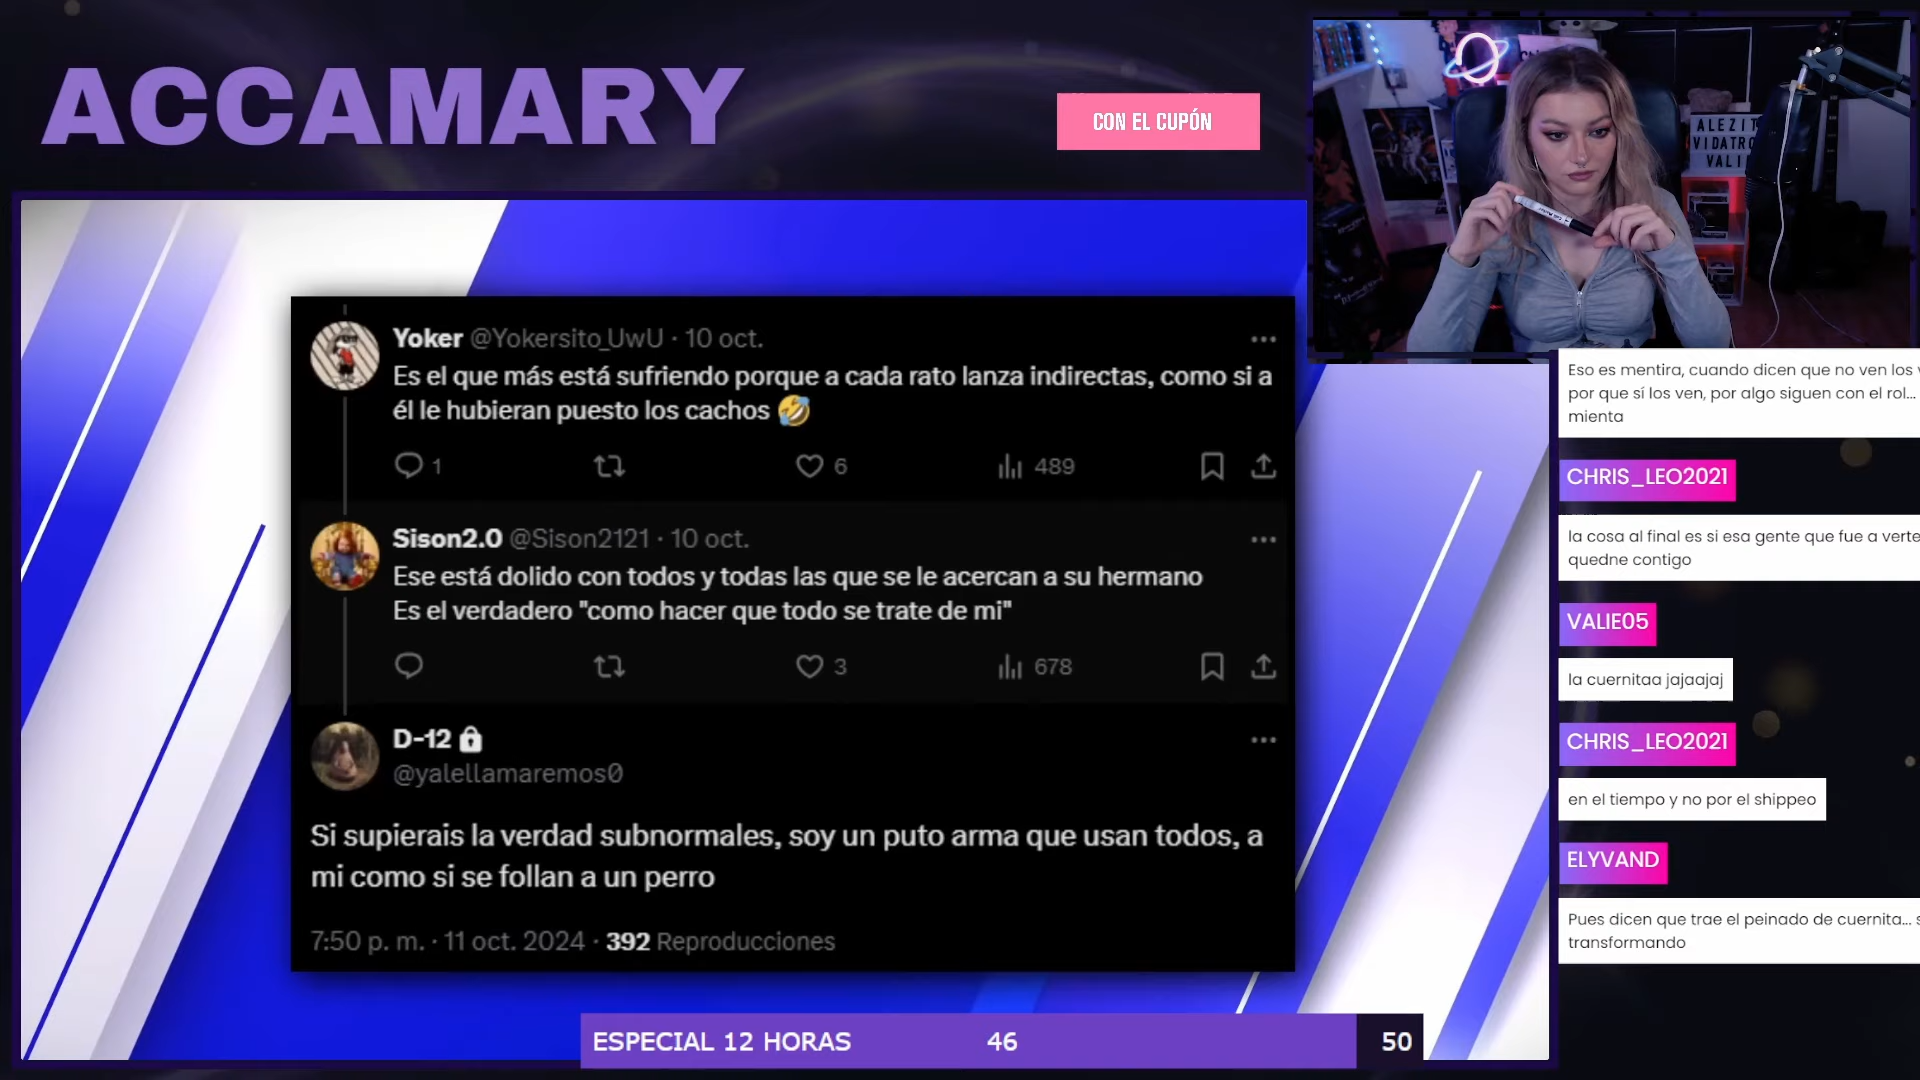 ACCAMARY
CON EL CUPÓN
ALEZIT
VIDATRO
VALI
Yoker @Yokersito_UwU · 10 oct.
Es el que más está sufriendo porque a cada rato lanza indirectas, como si a
él le hubieran puesto los cachos 🤣
1 6 489
Sison2.0 @Sison2121 · 10 oct.
Ese está dolido con todos y todas las que se le acercan a su hermano
Es el verdadero "como hacer que todo se trate de mi"
3 678
D-12 🔒
@yalellamaremos0
Si supierais la verdad subnormales, soy un puto arma que usan todos, a
mi como si se follan a un perro
7:50 p. m. · 11 oct. 2024 · 392 Reproducciones
ESPECIAL 12 HORAS 46 50
Eso es mentira, cuando dicen que no ven los
por que sí los ven, por algo siguen con el rol...
mienta
CHRIS_LEO2021
la cosa al final es si esa gente que fue a verte
quedne contigo
VALIE05
la cuernitaa jajaajaj
CHRIS_LEO2021
en el tiempo y no por el shippeo
ELYVAND
Pues dicen que trae el peinado de cuernita...
transformando